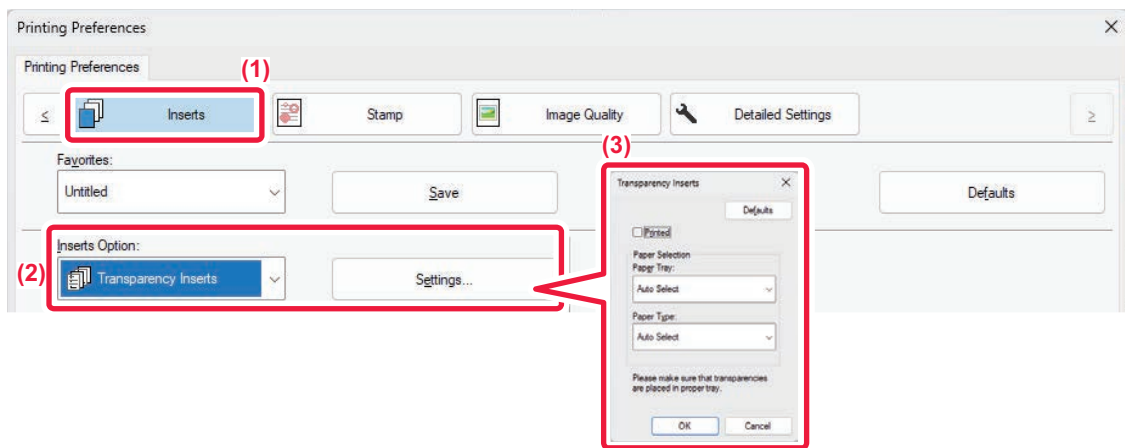 Printing Preferences
Printing Preferences
(1)
≤ Inserts Stamp Image Quality Detailed Settings ≥
(3)
Favorites:
Untitled Save Defaults
Inserts Option:
(2) Transparency Inserts Settings...
Transparency Inserts
Defaults
Printed
Paper Selection
Paper Tray:
Auto Select
Paper Type:
Auto Select
Please make sure that transparencies
are placed in proper tray.
OK Cancel